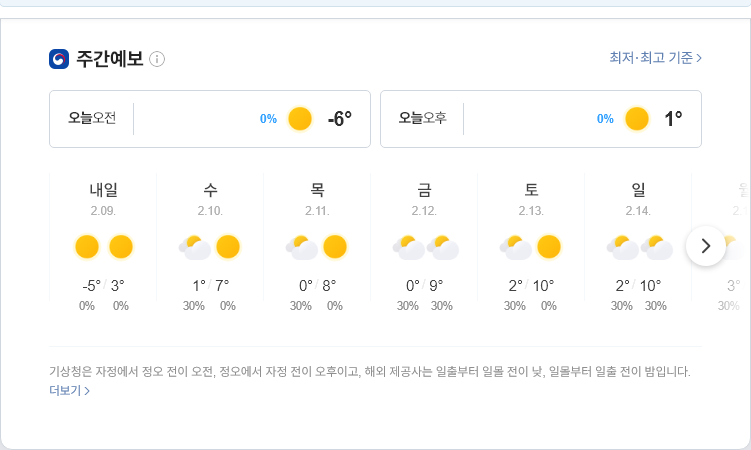 주간예보
최저·최고 기준
오늘오전 0% -6°
오늘오후 0% 1°
내일 수 목 금 토 일 월
2.09. 2.10. 2.11. 2.12. 2.13. 2.14. 2.
-5° / 3° 1° / 7° 0° / 8° 0° / 9° 2° / 10° 2° / 10° 3°
0% 0% 30% 0% 30% 0% 30% 30% 30% 0% 30% 30% 30%
기상청은 자정에서 정오 전이 오전, 정오에서 자정 전이 오후이고, 해외 제공사는 일출부터 일몰 전이 낮, 일몰부터 일출 전이 밤입니다.
더보기